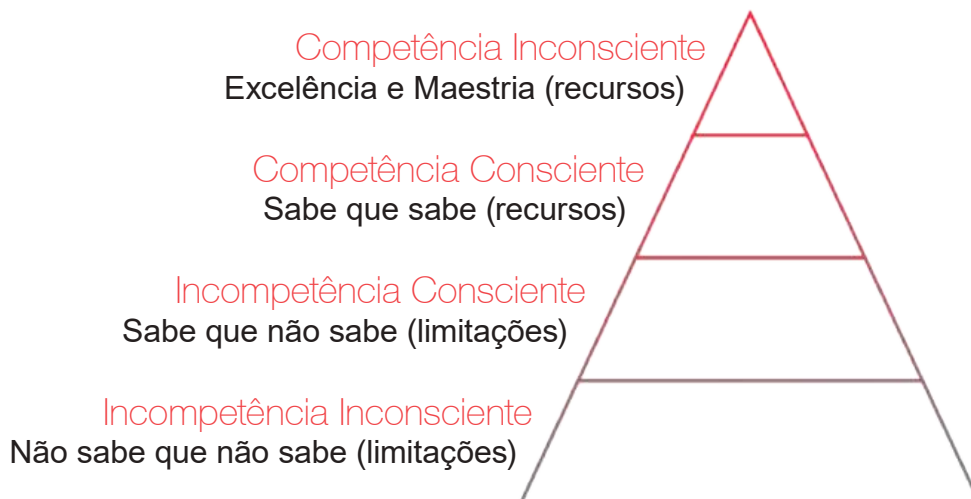 Competência Inconsciente
Excelência e Maestria (recursos)
Competência Consciente
Sabe que sabe (recursos)
Incompetência Consciente
Sabe que não sabe (limitações)
Incompetência Inconsciente
Não sabe que não sabe (limitações)